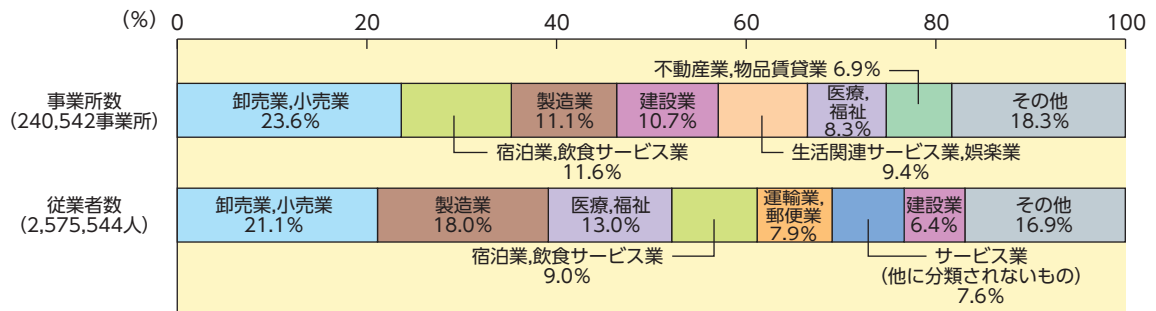 (%) 0 20 40 60 80 100
不動産業,物品賃貸業 6.9%
事業所数
(240,542事業所)
卸売業,小売業
23.6%
製造業
11.1%
建設業
10.7%
医療,
福祉
8.3%
その他
18.3%
宿泊業,飲食サービス業
11.6%
生活関連サービス業,娯楽業
9.4%
従業者数
(2,575,544人)
卸売業,小売業
21.1%
製造業
18.0%
医療,福祉
13.0%
運輸業,
郵便業
7.9%
建設業
6.4%
その他
16.9%
宿泊業,飲食サービス業
9.0%
サービス業
(他に分類されないもの)
7.6%